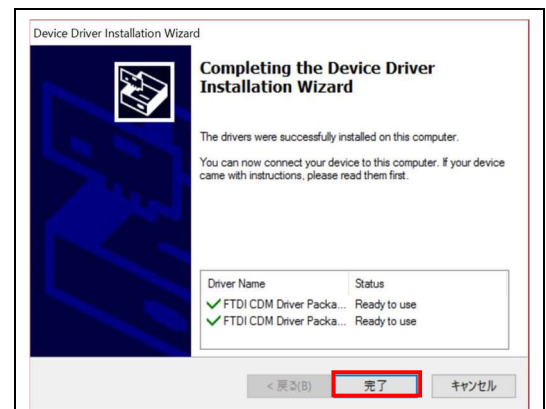 Device Driver Installation Wizard
Completing the Device Driver
Installation Wizard
The drivers were successfully installed on this computer.
You can now connect your device to this computer. If your device
came with instructions, please read them first.
Driver Name Status
FTDI CDM Driver Packa... Ready to use
FTDI CDM Driver Packa... Ready to use
< 戻る(B) 完了 キャンセル